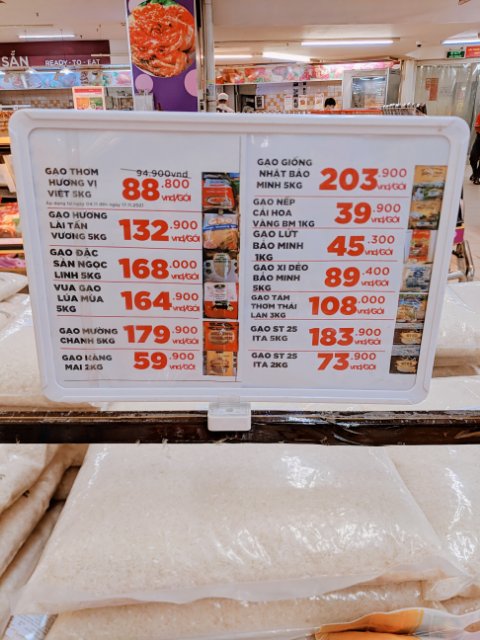 SẴN
READY-TO-EAT
GẠO THƠM
HƯƠNG VỊ
VIỆT 5KG
94.900vnd
88.800
vnd/GÓI
GẠO HƯƠNG
LÀI TÂN
VƯƠNG 5KG
132.900
vnd/GÓI
GẠO ĐẶC
SẢN NGỌC
LINH 5KG
168.000
vnd/GÓI
VUA GẠO
LÚA MÙA
5KG
164.900
vnd/GÓI
GẠO MƯỜNG
CHANH 5KG
179.900
vnd/GÓI
GẠO NÀNG
MAI 2KG
59.900
vnd/GÓI
GẠO GIỐNG
NHẬT BẢO
MINH 5KG
203.900
vnd/GÓI
GẠO NẾP
CÁI HOA
VÀNG BM 1KG
39.900
vnd/GÓI
GẠO LỨT
BẢO MINH
1KG
45.300
vnd/GÓI
GẠO XI DẺO
BẢO MINH
5KG
89.400
vnd/GÓI
GẠO TÁM
THƠM THÁI
LAN 3KG
108.000
vnd/GÓI
GẠO ST 25
ITA 5KG
183.900
vnd/GÓI
GẠO ST 25
ITA 2KG
73.900
vnd/GÓI